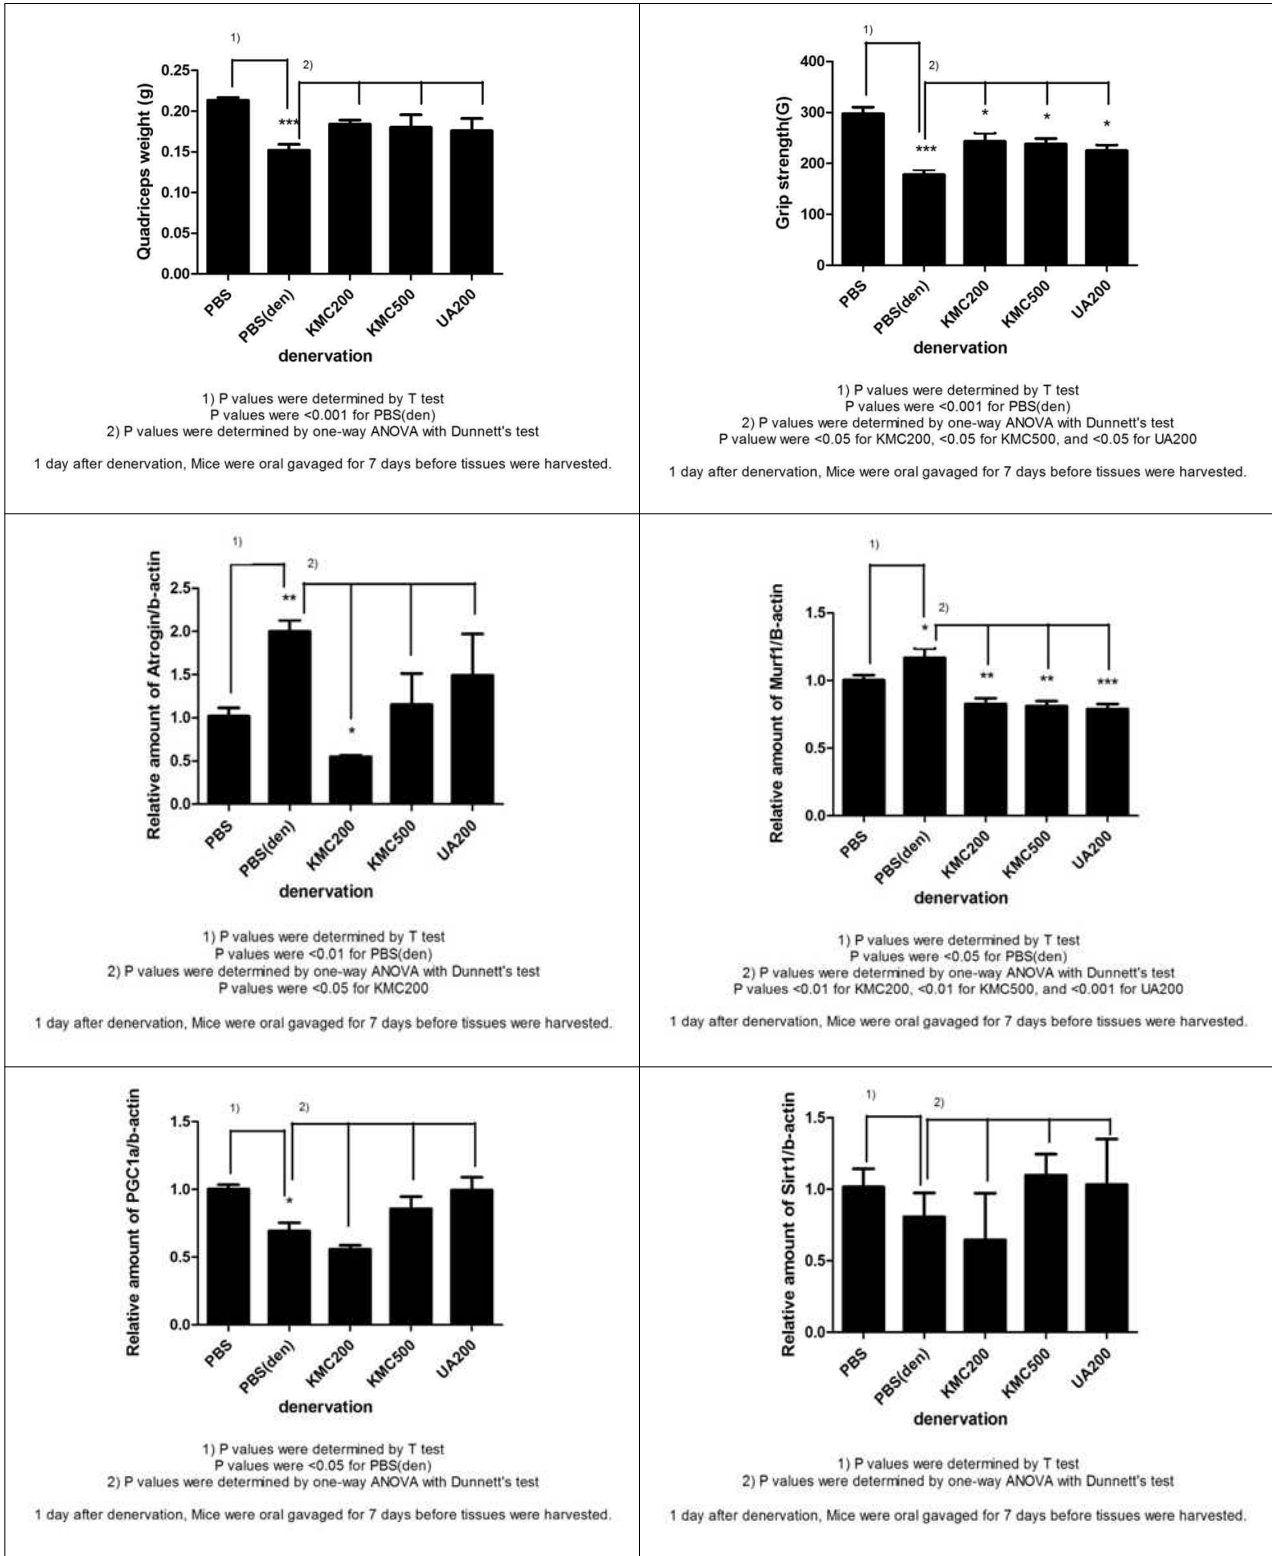 1)
2)
Quadriceps weight (g)
0.25
0.20
0.15
0.10
0.05
0.00
***
PBS
PBS(den)
KMC200
KMC500
UA200
denervation
1) P values were determined by T test
P values were <0.001 for PBS(den)
2) P values were determined by one-way ANOVA with Dunnett's test
1 day after denervation, Mice were oral gavaged for 7 days before tissues were harvested.
1)
2)
Grip strength(G)
400
300
200
100
0
***
*
*
*
PBS
PBS(den)
KMC200
KMC500
UA200
denervation
1) P values were determined by T test
P values were <0.001 for PBS(den)
2) P values were determined by one-way ANOVA with Dunnett's test
P valuew were <0.05 for KMC200, <0.05 for KMC500, and <0.05 for UA200
1 day after denervation, Mice were oral gavaged for 7 days before tissues were harvested.
1)
2)
Relative amount of Atrogin/b-actin
2.5
2.0
1.5
1.0
0.5
0.0
**
*
PBS
PBS(den)
KMC200
KMC500
UA200
denervation
1) P values were determined by T test
P values were <0.01 for PBS(den)
2) P values were determined by one-way ANOVA with Dunnett's test
P values were <0.05 for KMC200
1 day after denervation, Mice were oral gavaged for 7 days before tissues were harvested.
1)
2)
Relative amount of Murf1/B-actin
1.5
1.0
0.5
0.0
*
**
**
***
PBS
PBS(den)
KMC200
KMC500
UA200
denervation
1) P values were determined by T test
P values were <0.05 for PBS(den)
2) P values were determined by one-way ANOVA with Dunnett's test
P values <0.01 for KMC200, <0.01 for KMC500, and <0.001 for UA200
1 day after denervation, Mice were oral gavaged for 7 days before tissues were harvested.
1)
2)
Relative amount of PGC1a/b-actin
1.5
1.0
0.5
0.0
*
PBS
PBS(den)
KMC200
KMC500
UA200
denervation
1) P values were determined by T test
P values were <0.05 for PBS(den)
2) P values were determined by one-way ANOVA with Dunnett's test
1 day after denervation, Mice were oral gavaged for 7 days before tissues were harvested.
1)
2)
Relative amount of Sirt1/b-actin
1.5
1.0
0.5
0.0
PBS
PBS(den)
KMC200
KMC500
UA200
denervation
1) P values were determined by T test
2) P values were determined by one-way ANOVA with Dunnett's test
1 day after denervation, Mice were oral gavaged for 7 days before tissues were harvested.